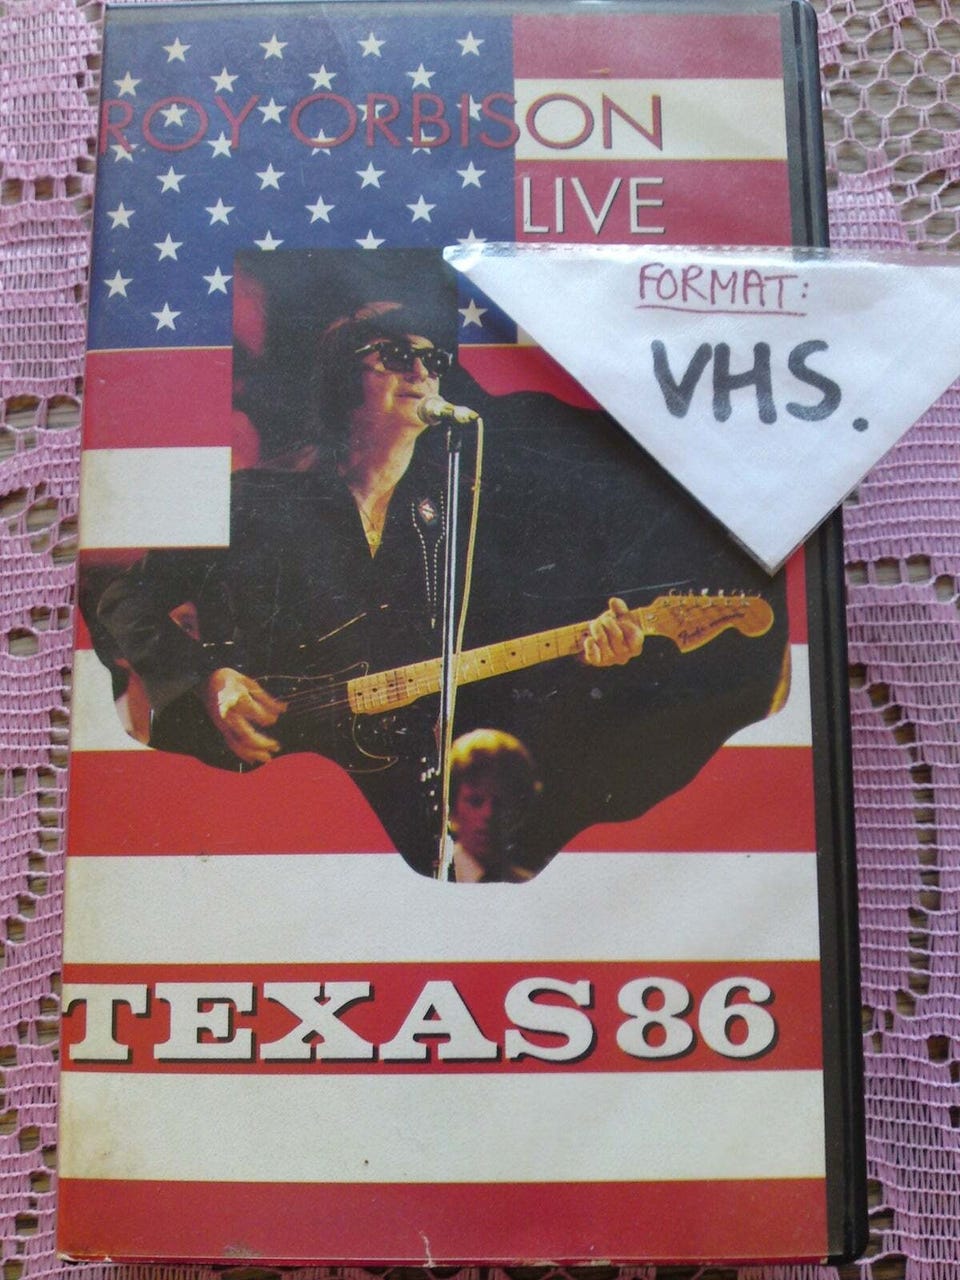 ROY ORBISON
LIVE
FORMAT:
VHS.
TEXAS 86